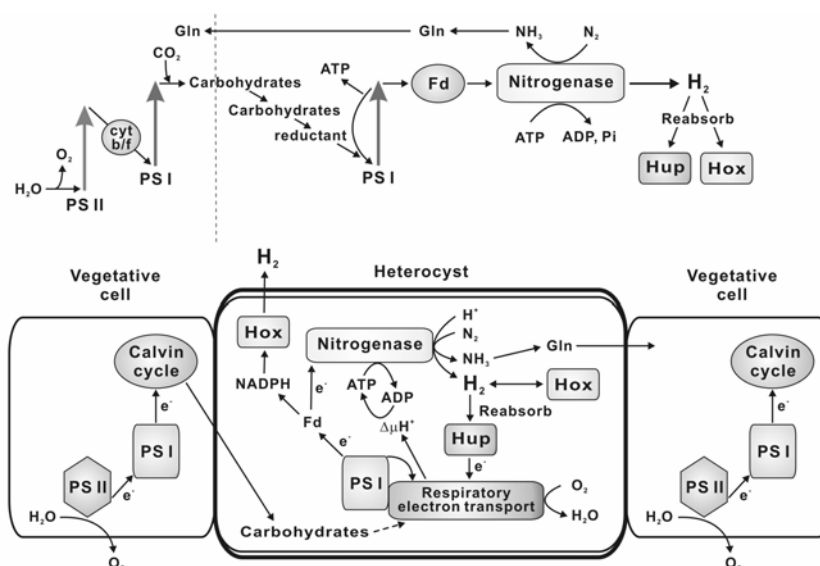 Gln
Gln
NH₃
N₂
CO₂
Carbohydrates
ATP
Fd
Nitrogenase
H₂
Carbohydrates
reductant
Reabsorb
cyt
b/f
ATP
ADP, Pi
O₂
H₂O
PS II
PS I
PS I
Hup
Hox
Vegetative
cell
H₂
Heterocyst
Vegetative
cell
Hox
Nitrogenase
H⁺
N₂
NH₃
Gln
Calvin
cycle
NADPH
e⁻
ATP
ADP
H₂
Hox
Calvin
cycle
Reabsorb
e⁻
Fd
ΔμH⁺
Hup
e⁻
PS I
e⁻
e⁻
PS I
PS II
e⁻
PS I
Respiratory
electron transport
O₂
H₂O
PS II
e⁻
H₂O
Carbohydrates
H₂O
O₂